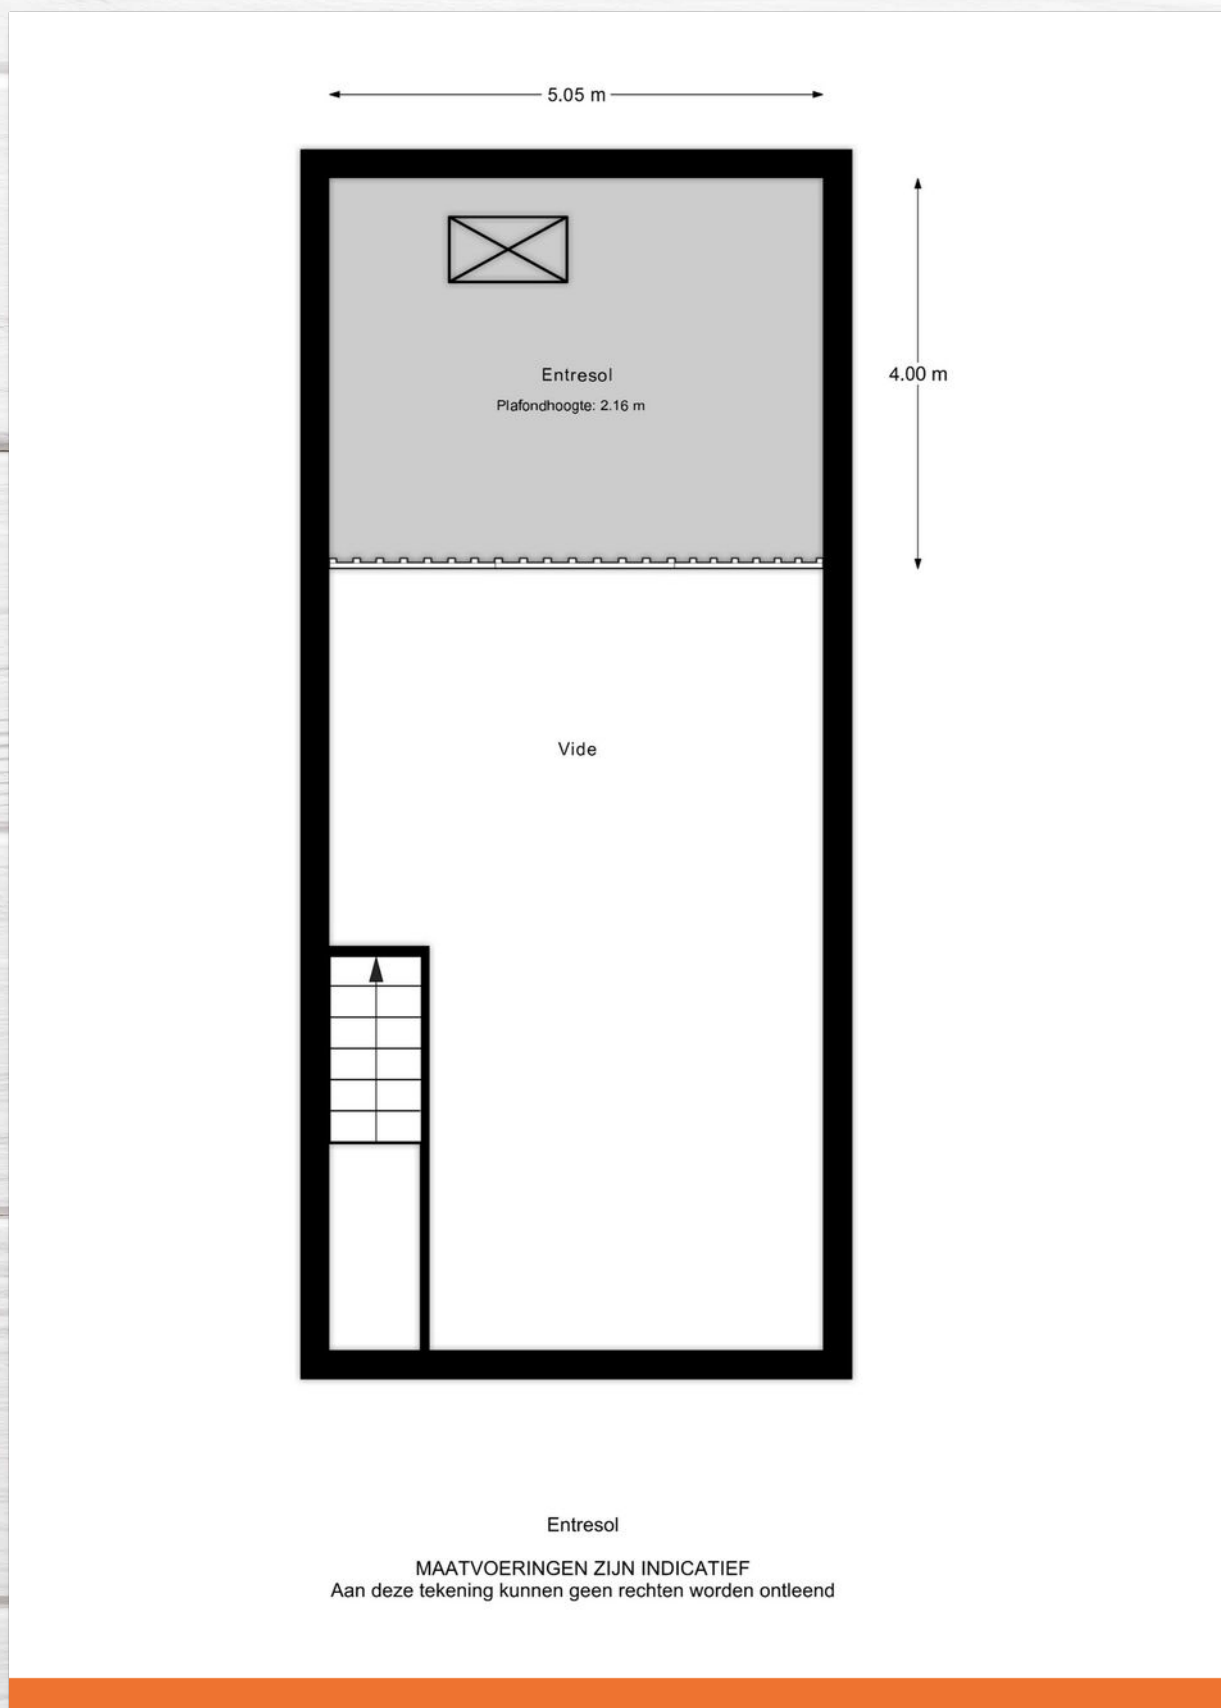 5.05 m
4.00 m
Entresol
Plafondhoogte: 2.16 m
Vide
Entresol
MAATVOERINGEN ZIJN INDICATIEF
Aan deze tekening kunnen geen rechten worden ontleend